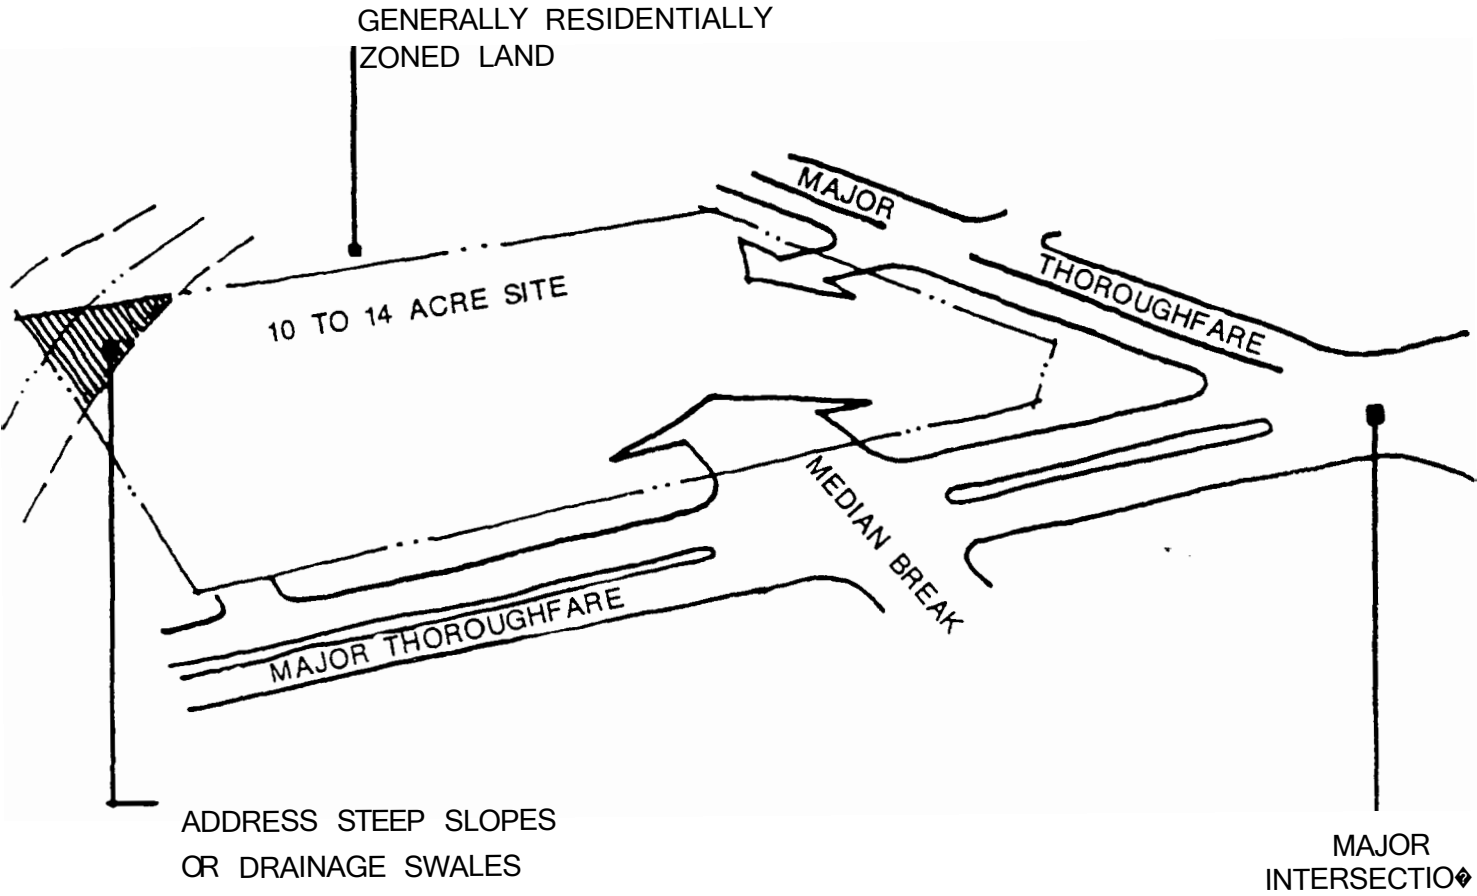 GENERALLY RESIDENTIALLY
ZONED LAND
MAJOR
THOROUGHFARE
10 TO 14 ACRE SITE
MEDIAN BREAK
MAJOR THOROUGHFARE
ADDRESS STEEP SLOPES
OR DRAINAGE SWALES
MAJOR
INTERSECTIO�